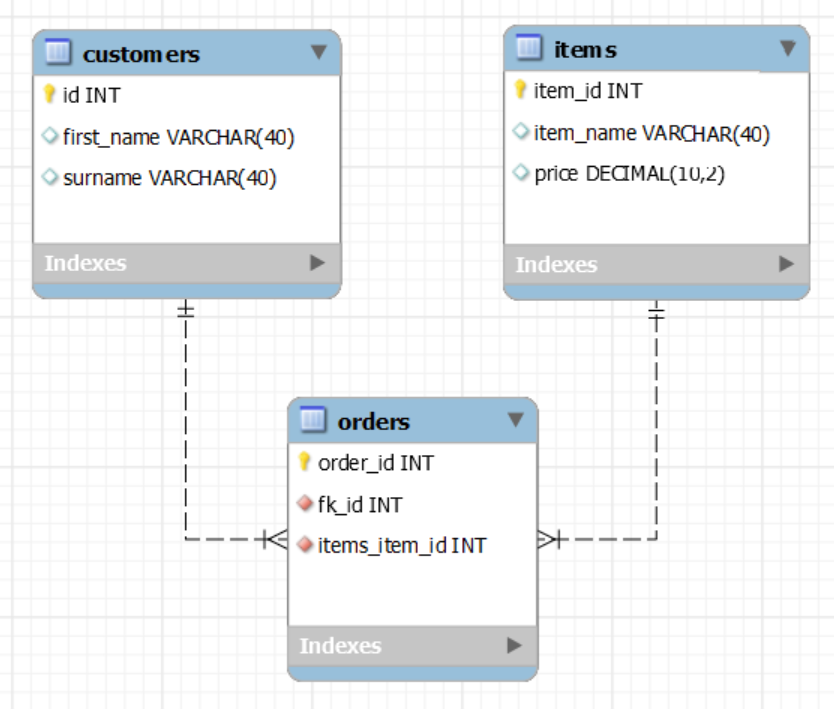 customers
id INT
first_name VARCHAR(40)
surname VARCHAR(40)
Indexes
items
item_id INT
item_name VARCHAR(40)
price DECIMAL(10,2)
Indexes
orders
order_id INT
fk_id INT
items_item_id INT
Indexes